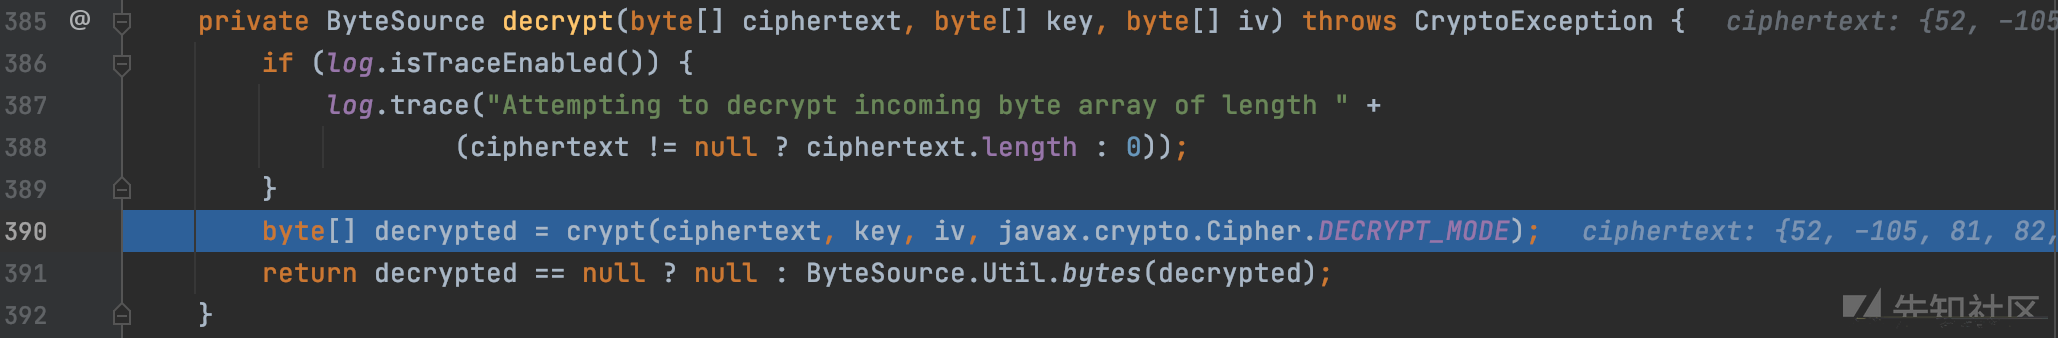 385 @ private ByteSource decrypt(byte[] ciphertext, byte[] key, byte[] iv) throws CryptoException { ciphertext: {52, -105
386 if (log.isTraceEnabled()) {
387 log.trace("Attempting to decrypt incoming byte array of length " +
388 (ciphertext != null ? ciphertext.length : 0));
389 }
390 byte[] decrypted = crypt(ciphertext, key, iv, javax.crypto.Cipher.DECRYPT_MODE); ciphertext: {52, -105, 81, 82,
391 return decrypted == null ? null : ByteSource.Util.bytes(decrypted);
392 }
先知社区